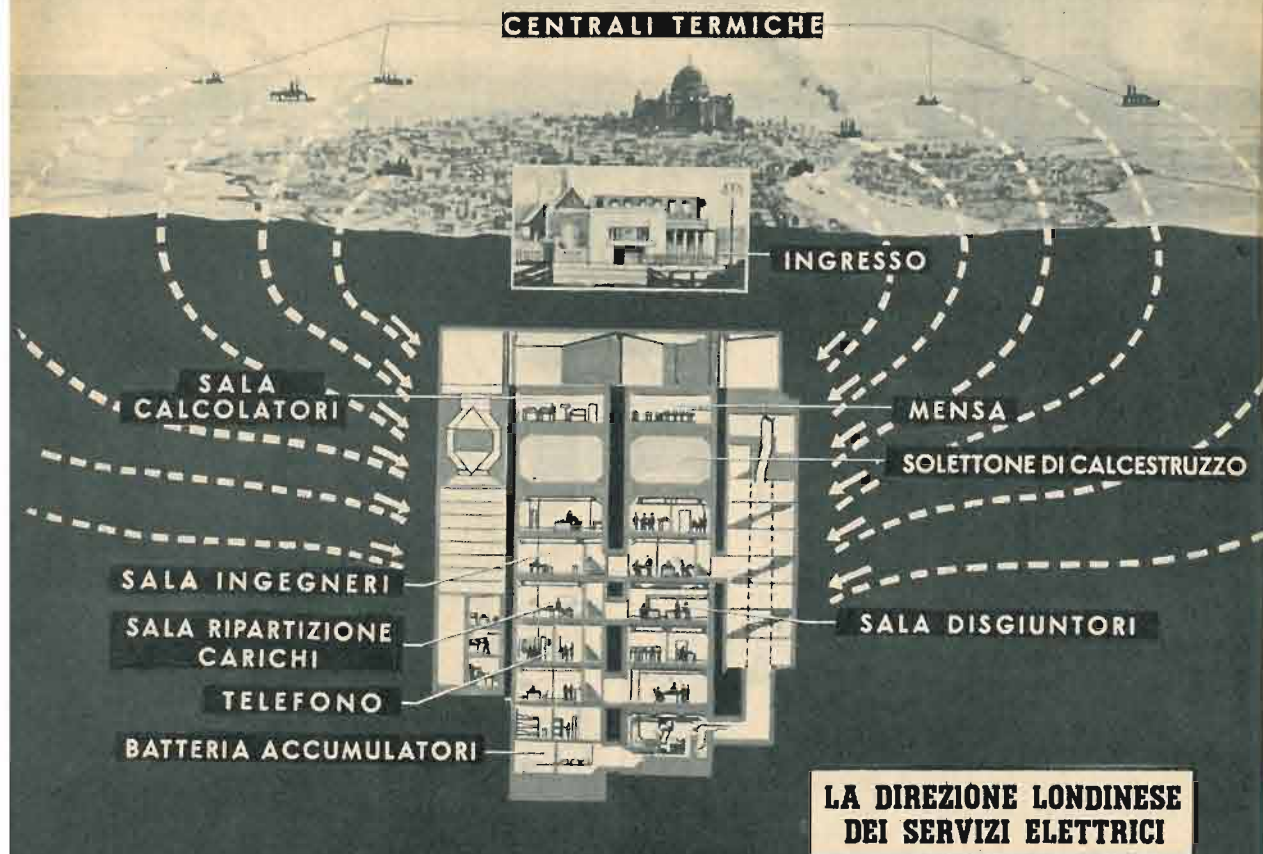 CENTRALI TERMICHE
INGRESSO
SALA
CALCOLATORI
MENSA
SOLETTONE DI CALCESTRUZZO
SALA INGEGNERI
SALA RIPARTIZIONE
CARICHI
SALA DISGIUNTORI
TELEFONO
BATTERIA ACCUMULATORI
LA DIREZIONE LONDINESE
DEI SERVIZI ELETTRICI